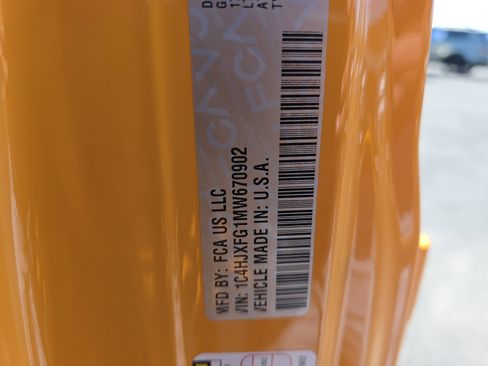 MFD BY: FCA US LLC
VIN: 1C4HJXFG1MW670902
VEHICLE MADE IN: U.S.A.